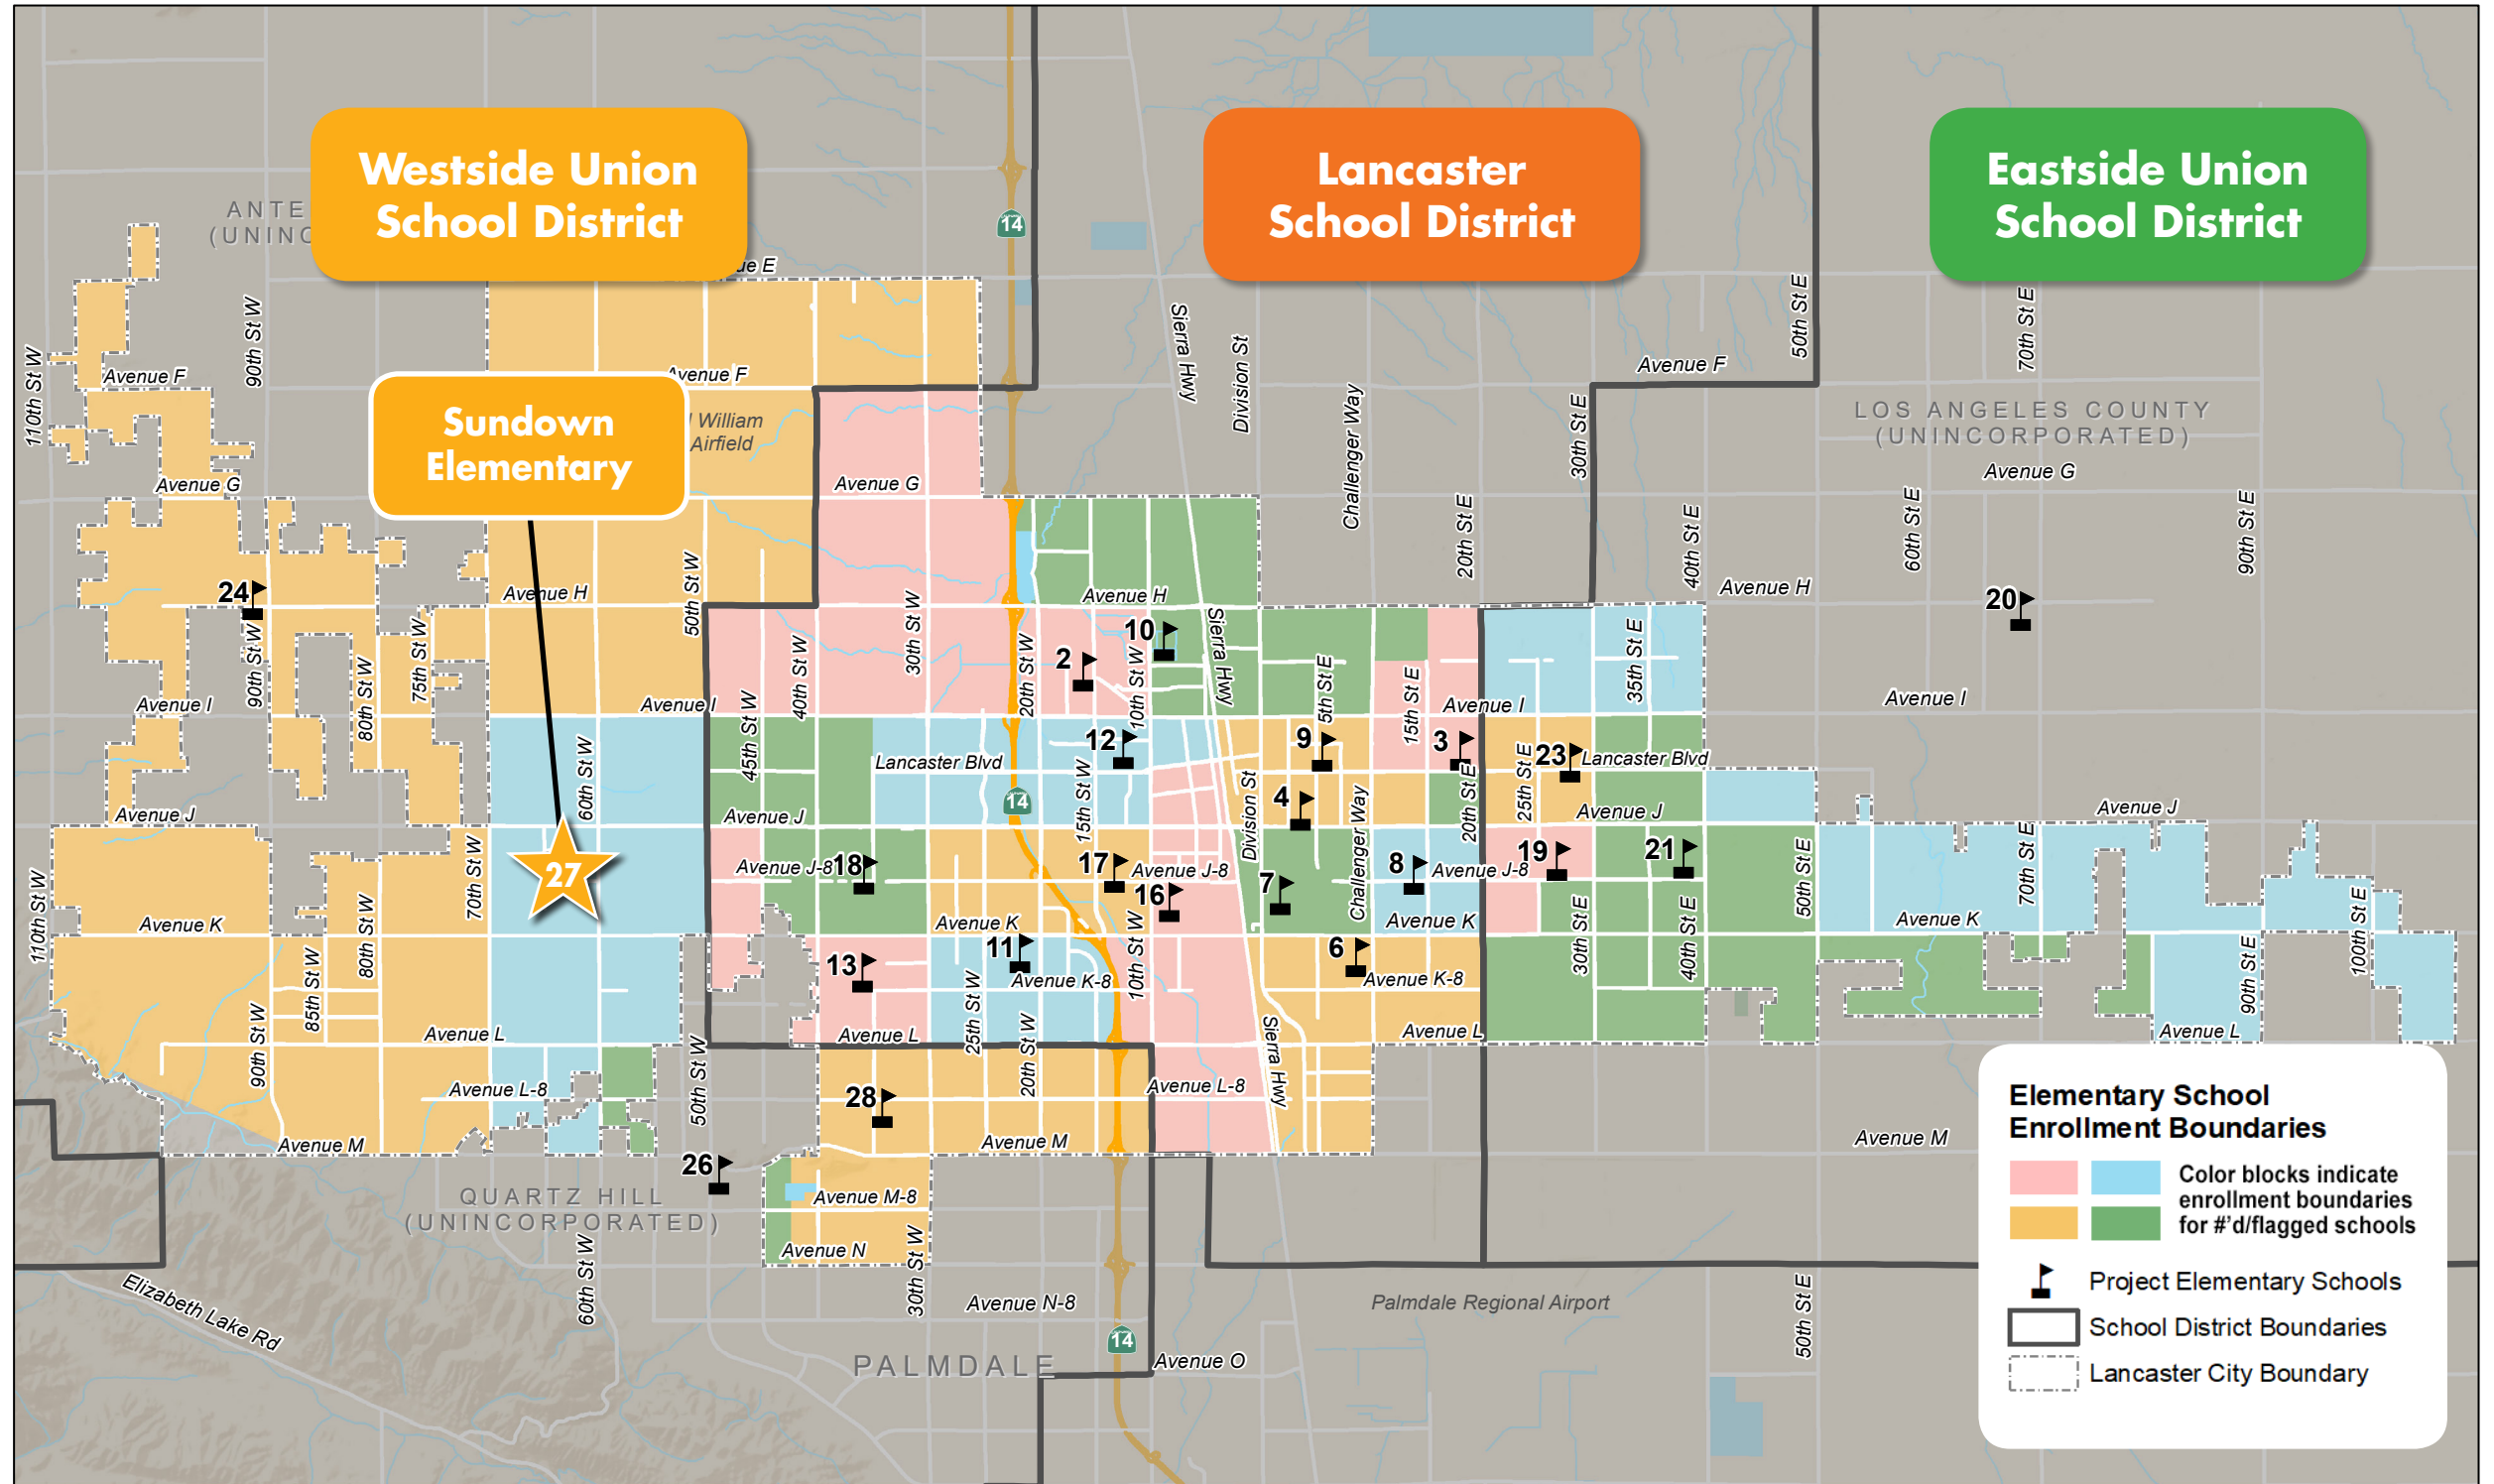 Westside Union
School District
Lancaster
School District
Eastside Union
School District
ANTE
(UNINC
14
ue E
Sierra Hwy
Division St
50th St E
70th St E
90th St W
110th St W
Avenue F
Avenue F
Avenue F
Sundown
Elementary
l William
Airfield
Challenger Way
30th St E
LOS ANGELES COUNTY
(UNINCORPORATED)
Avenue G
Avenue G
Avenue G
20th St E
40th St E
60th St E
90th St E
50th St W
24
Avenue H
Avenue H
Avenue H
20
30th St W
40th St W
20th St W
10th St W
10
2
Sierra Hwy
5th St E
15th St E
35th St E
90th St W
80th St W
75th St W
Avenue I
Avenue I
Avenue I
Avenue I
45th St W
60th St W
12
9
3
23
25th St E
Lancaster Blvd
Lancaster Blvd
15th St W
14
4
Division St
Challenger Way
20th St E
Avenue J
Avenue J
Avenue J
Avenue J
27
70th St W
Avenue J-8
18
17
Avenue J-8
16
7
8
Avenue J-8
19
21
50th St E
70th St E
110th St W
80th St W
Avenue K
Avenue K
Avenue K
Avenue K
30th St E
40th St E
90th St E
100th St E
85th St W
13
11
10th St W
6
Avenue K-8
Avenue K-8
25th St W
20th St W
90th St W
Avenue L
Avenue L
Avenue L
Avenue L
50th St W
Sierra Hwy
Avenue L-8
28
Avenue L-8
Avenue M
Avenue M
Avenue M
26
QUARTZ HILL
(UNINCORPORATED)
Avenue M-8
Avenue N
60th St W
30th St W
Avenue N-8
Elizabeth Lake Rd
Palmdale Regional Airport
50th St E
14
PALMDALE
Avenue O
Elementary School
Enrollment Boundaries
Color blocks indicate
enrollment boundaries
for #'d/flagged schools
Project Elementary Schools
School District Boundaries
Lancaster City Boundary